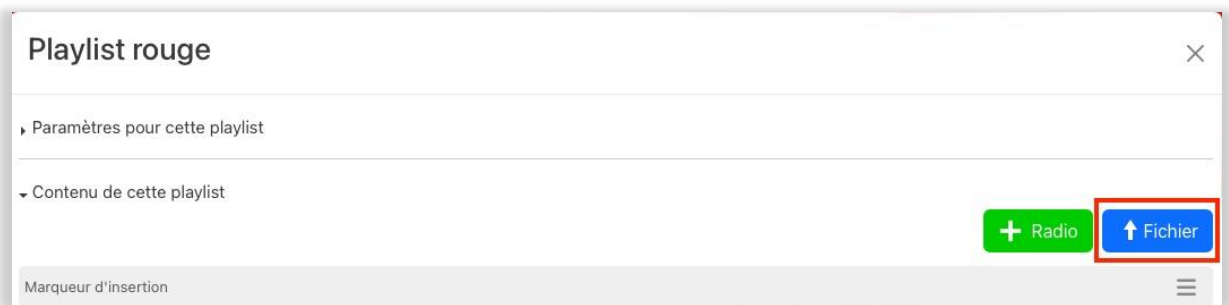 Playlist rouge
Paramètres pour cette playlist
Contenu de cette playlist
Radio
Fichier
Marqueur d'insertion